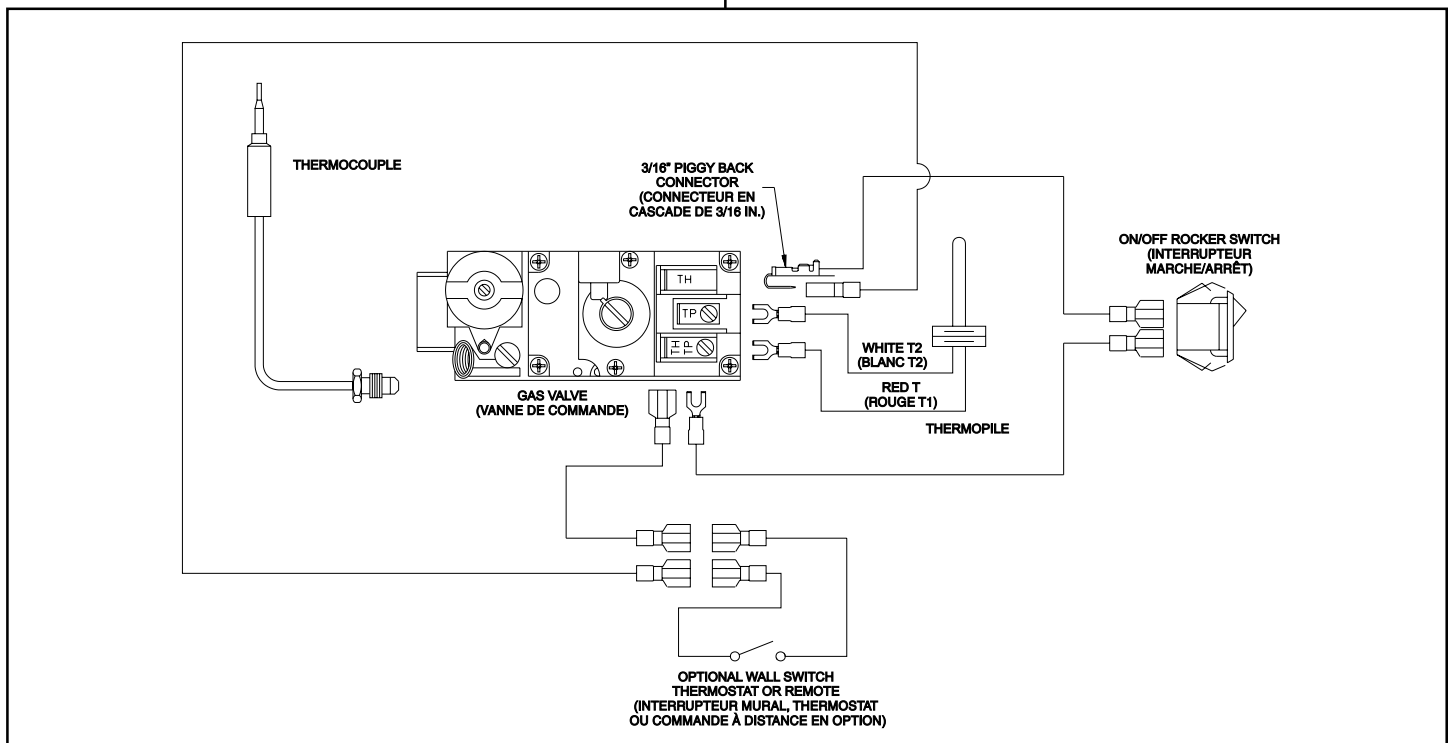 THERMOCOUPLE
3/16" PIGGY BACK
CONNECTOR
(CONNECTEUR EN
CASCADE DE 3/16 IN.)
ON/OFF ROCKER SWITCH
(INTERRUPTEUR
MARCHE/ARRÊT)
TH
TP
TH
TP
WHITE T2
(BLANC T2)
RED T
(ROUGE T1)
THERMOPILE
GAS VALVE
(VANNE DE COMMANDE)
OPTIONAL WALL SWITCH
THERMOSTAT OR REMOTE
(INTERRUPTEUR MURAL, THERMOSTAT
OU COMMANDE À DISTANCE EN OPTION)